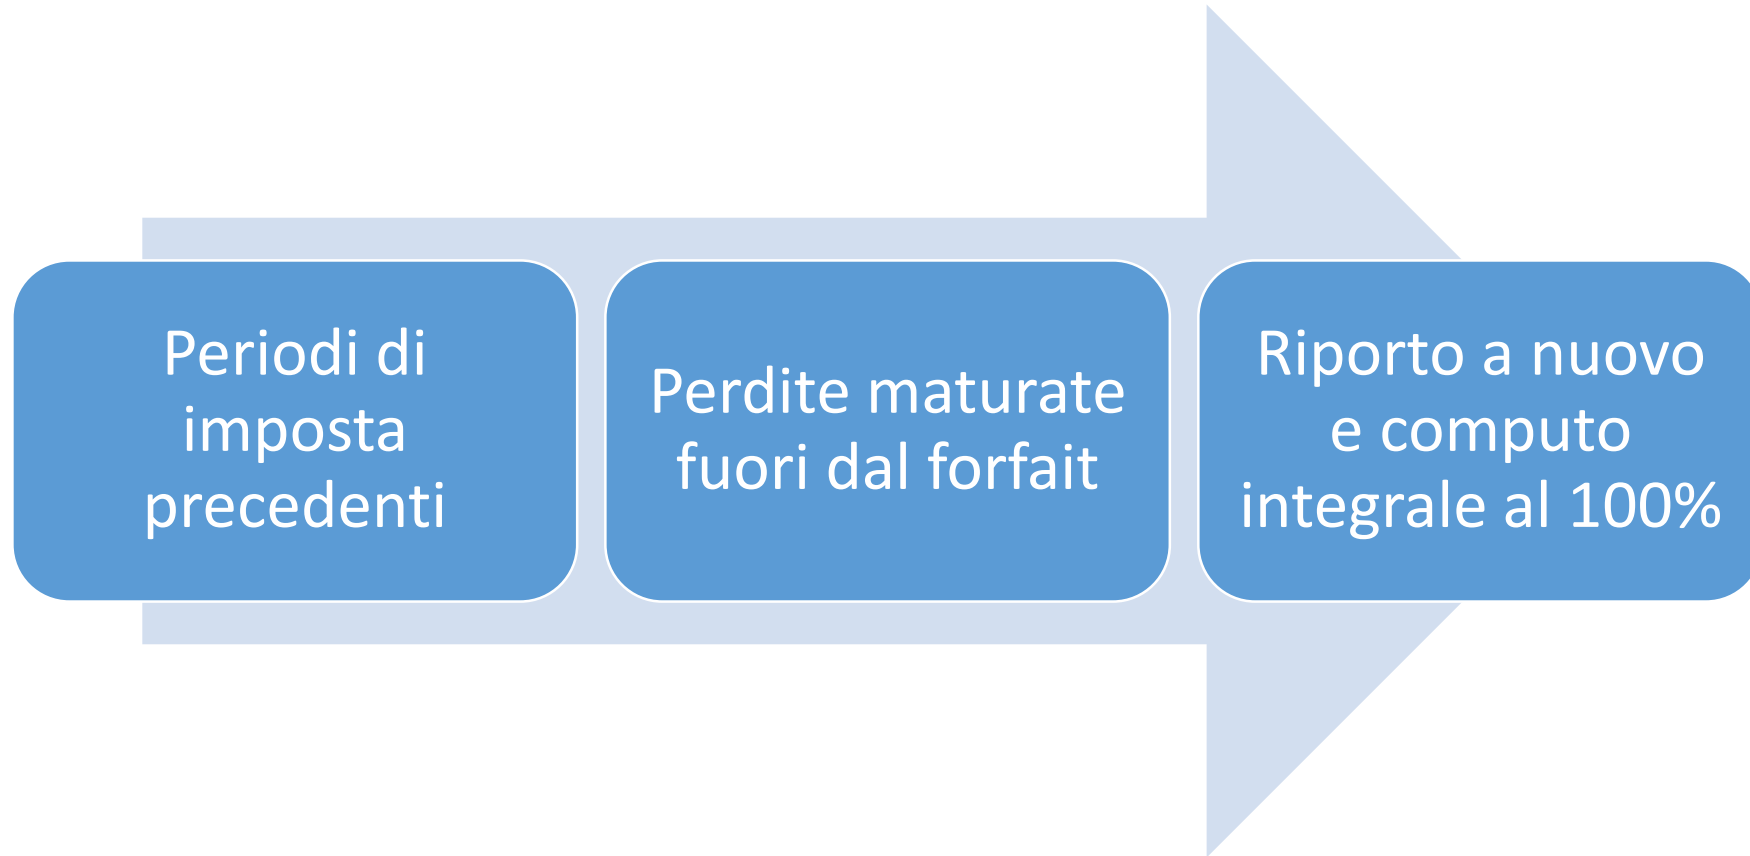 Periodi di
imposta
precedenti
Perdite maturate
fuori dal forfait
Riporto a nuovo
e computo
integrale al 100%